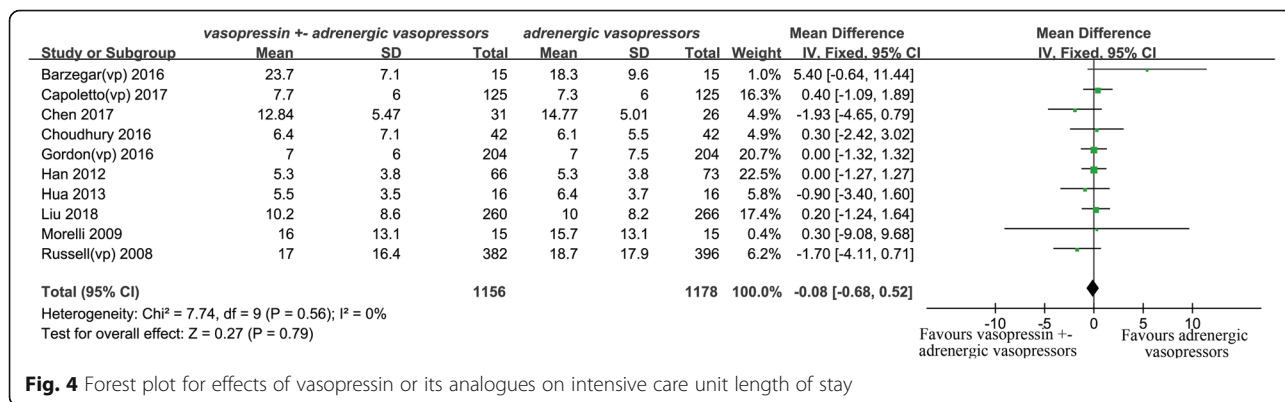 vasopressin +- adrenergic vasopressors adrenergic vasopressors Mean Difference Mean Difference
Study or Subgroup Mean SD Total Mean SD Total Weight IV, Fixed, 95% CI IV, Fixed, 95% CI
Barzegar(vp) 2016 23.7 7.1 15 18.3 9.6 15 1.0% 5.40 [-0.64, 11.44]
Capoletto(vp) 2017 7.7 6 125 7.3 6 125 16.3% 0.40 [-1.09, 1.89]
Chen 2017 12.84 5.47 31 14.77 5.01 26 4.9% -1.93 [-4.65, 0.79]
Choudhury 2016 6.4 7.1 42 6.1 5.5 42 4.9% 0.30 [-2.42, 3.02]
Gordon(vp) 2016 7 6 204 7 7.5 204 20.7% 0.00 [-1.32, 1.32]
Han 2012 5.3 3.8 66 5.3 3.8 73 22.5% 0.00 [-1.27, 1.27]
Hua 2013 5.5 3.5 16 6.4 3.7 16 5.8% -0.90 [-3.40, 1.60]
Liu 2018 10.2 8.6 260 10 8.2 266 17.4% 0.20 [-1.24, 1.64]
Morelli 2009 16 13.1 15 15.7 13.1 15 0.4% 0.30 [-9.08, 9.68]
Russell(vp) 2008 17 16.4 382 18.7 17.9 396 6.2% -1.70 [-4.11, 0.71]
Total (95% CI) 1156 1178 100.0% -0.08 [-0.68, 0.52]
Heterogeneity: Chi² = 7.74, df = 9 (P = 0.56); I² = 0%
Test for overall effect: Z = 0.27 (P = 0.79)
-10 -5 0 5 10
Favours vasopressin +- Favours adrenergic
adrenergic vasopressors vasopressors
Fig. 4 Forest plot for effects of vasopressin or its analogues on intensive care unit length of stay